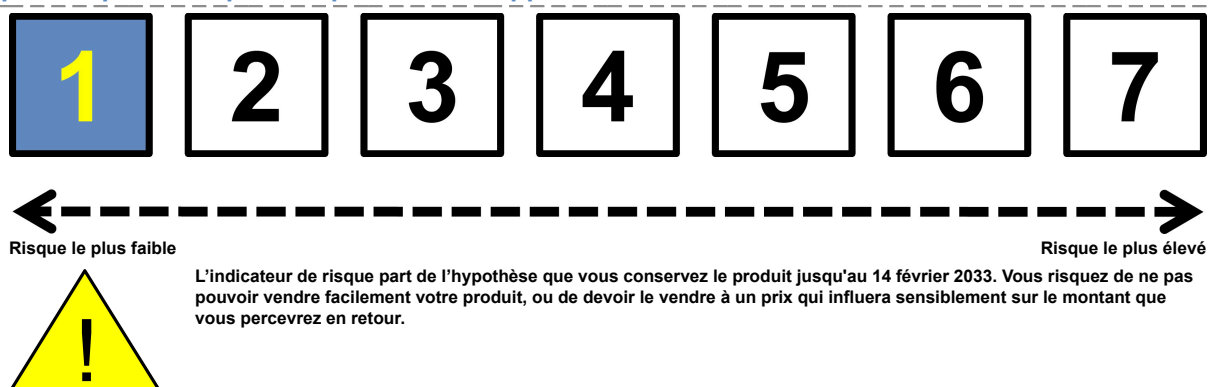 1 2 3 4 5 6 7
Risque le plus faible Risque le plus élevé
L'indicateur de risque part de l'hypothèse que vous conservez le produit jusqu'au 14 février 2033. Vous risquez de ne pas
pouvoir vendre facilement votre produit, ou de devoir le vendre à un prix qui influera sensiblement sur le montant que
vous percevrez en retour.
!